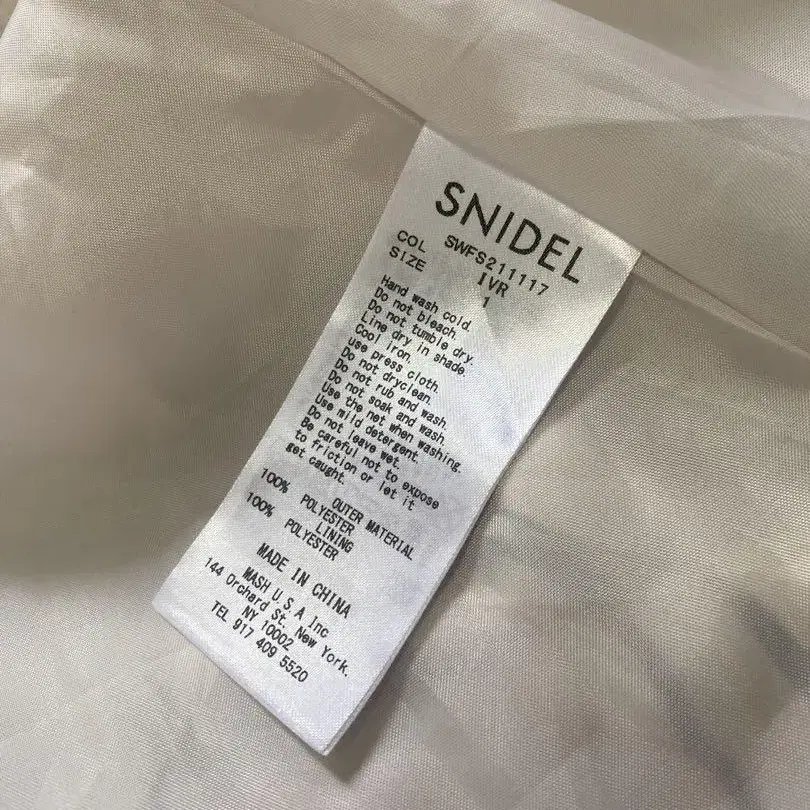 SNIDEL
SWFS211117
COL IVR
SIZE 1
Hand wash cold.
Do not bleach.
Do not tumble dry.
Line dry in shade.
Cool iron.
use press cloth.
Do not dryclean.
Do not rub and wash.
Do not soak and wash.
Use the net when washing.
Use mild detergent.
Do not leave wet.
Be careful not to expose
to friction or let it
get caught.
OUTER MATERIAL
100% POLYESTER
LINING
100% POLYESTER
MADE IN CHINA
MASH U.S.A Inc
144 Orchard St. New York.
NY 10002
TEL 917 409 5520